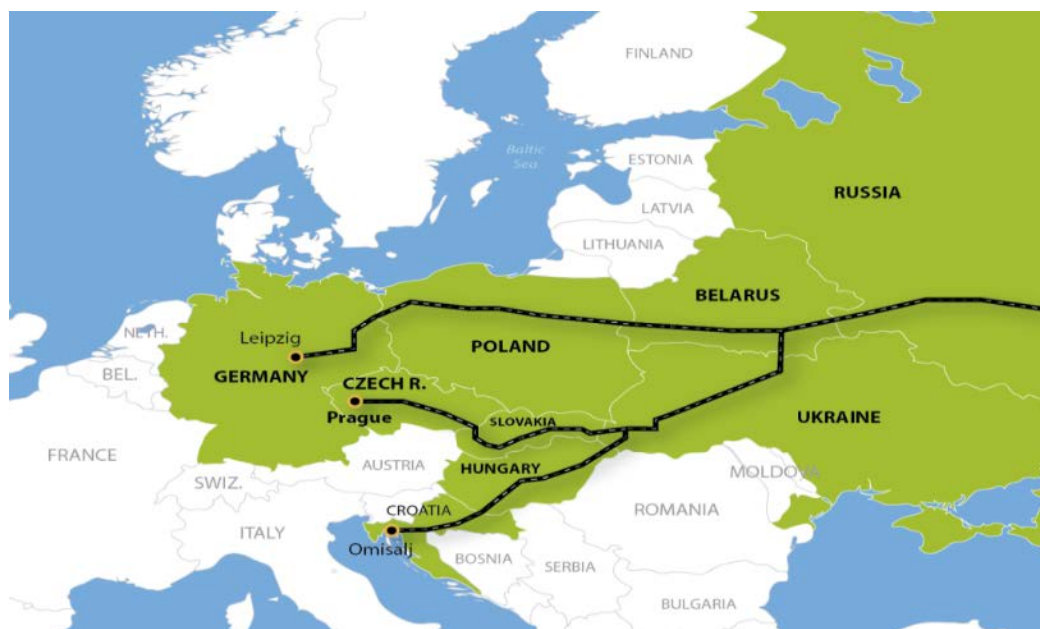 FINLAND
Baltic
Sea
ESTONIA
RUSSIA
LATVIA
LITHUANIA
BELARUS
NETH.
Leipzig
POLAND
BEL.
GERMANY
CZECH R.
Prague
SLOVAKIA
UKRAINE
FRANCE
AUSTRIA
HUNGARY
MOLDOVA
SWIZ.
CROATIA
ROMANIA
ITALY
Omisalj
BOSNIA
SERBIA
BULGARIA